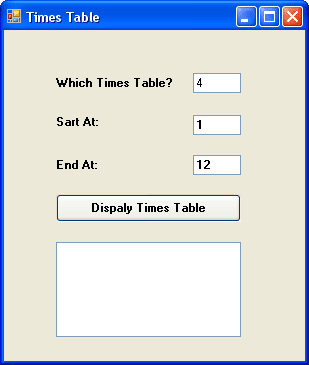 Times Table
Which Times Table? 4
Sart At: 1
End At: 12
Dispaly Times Table